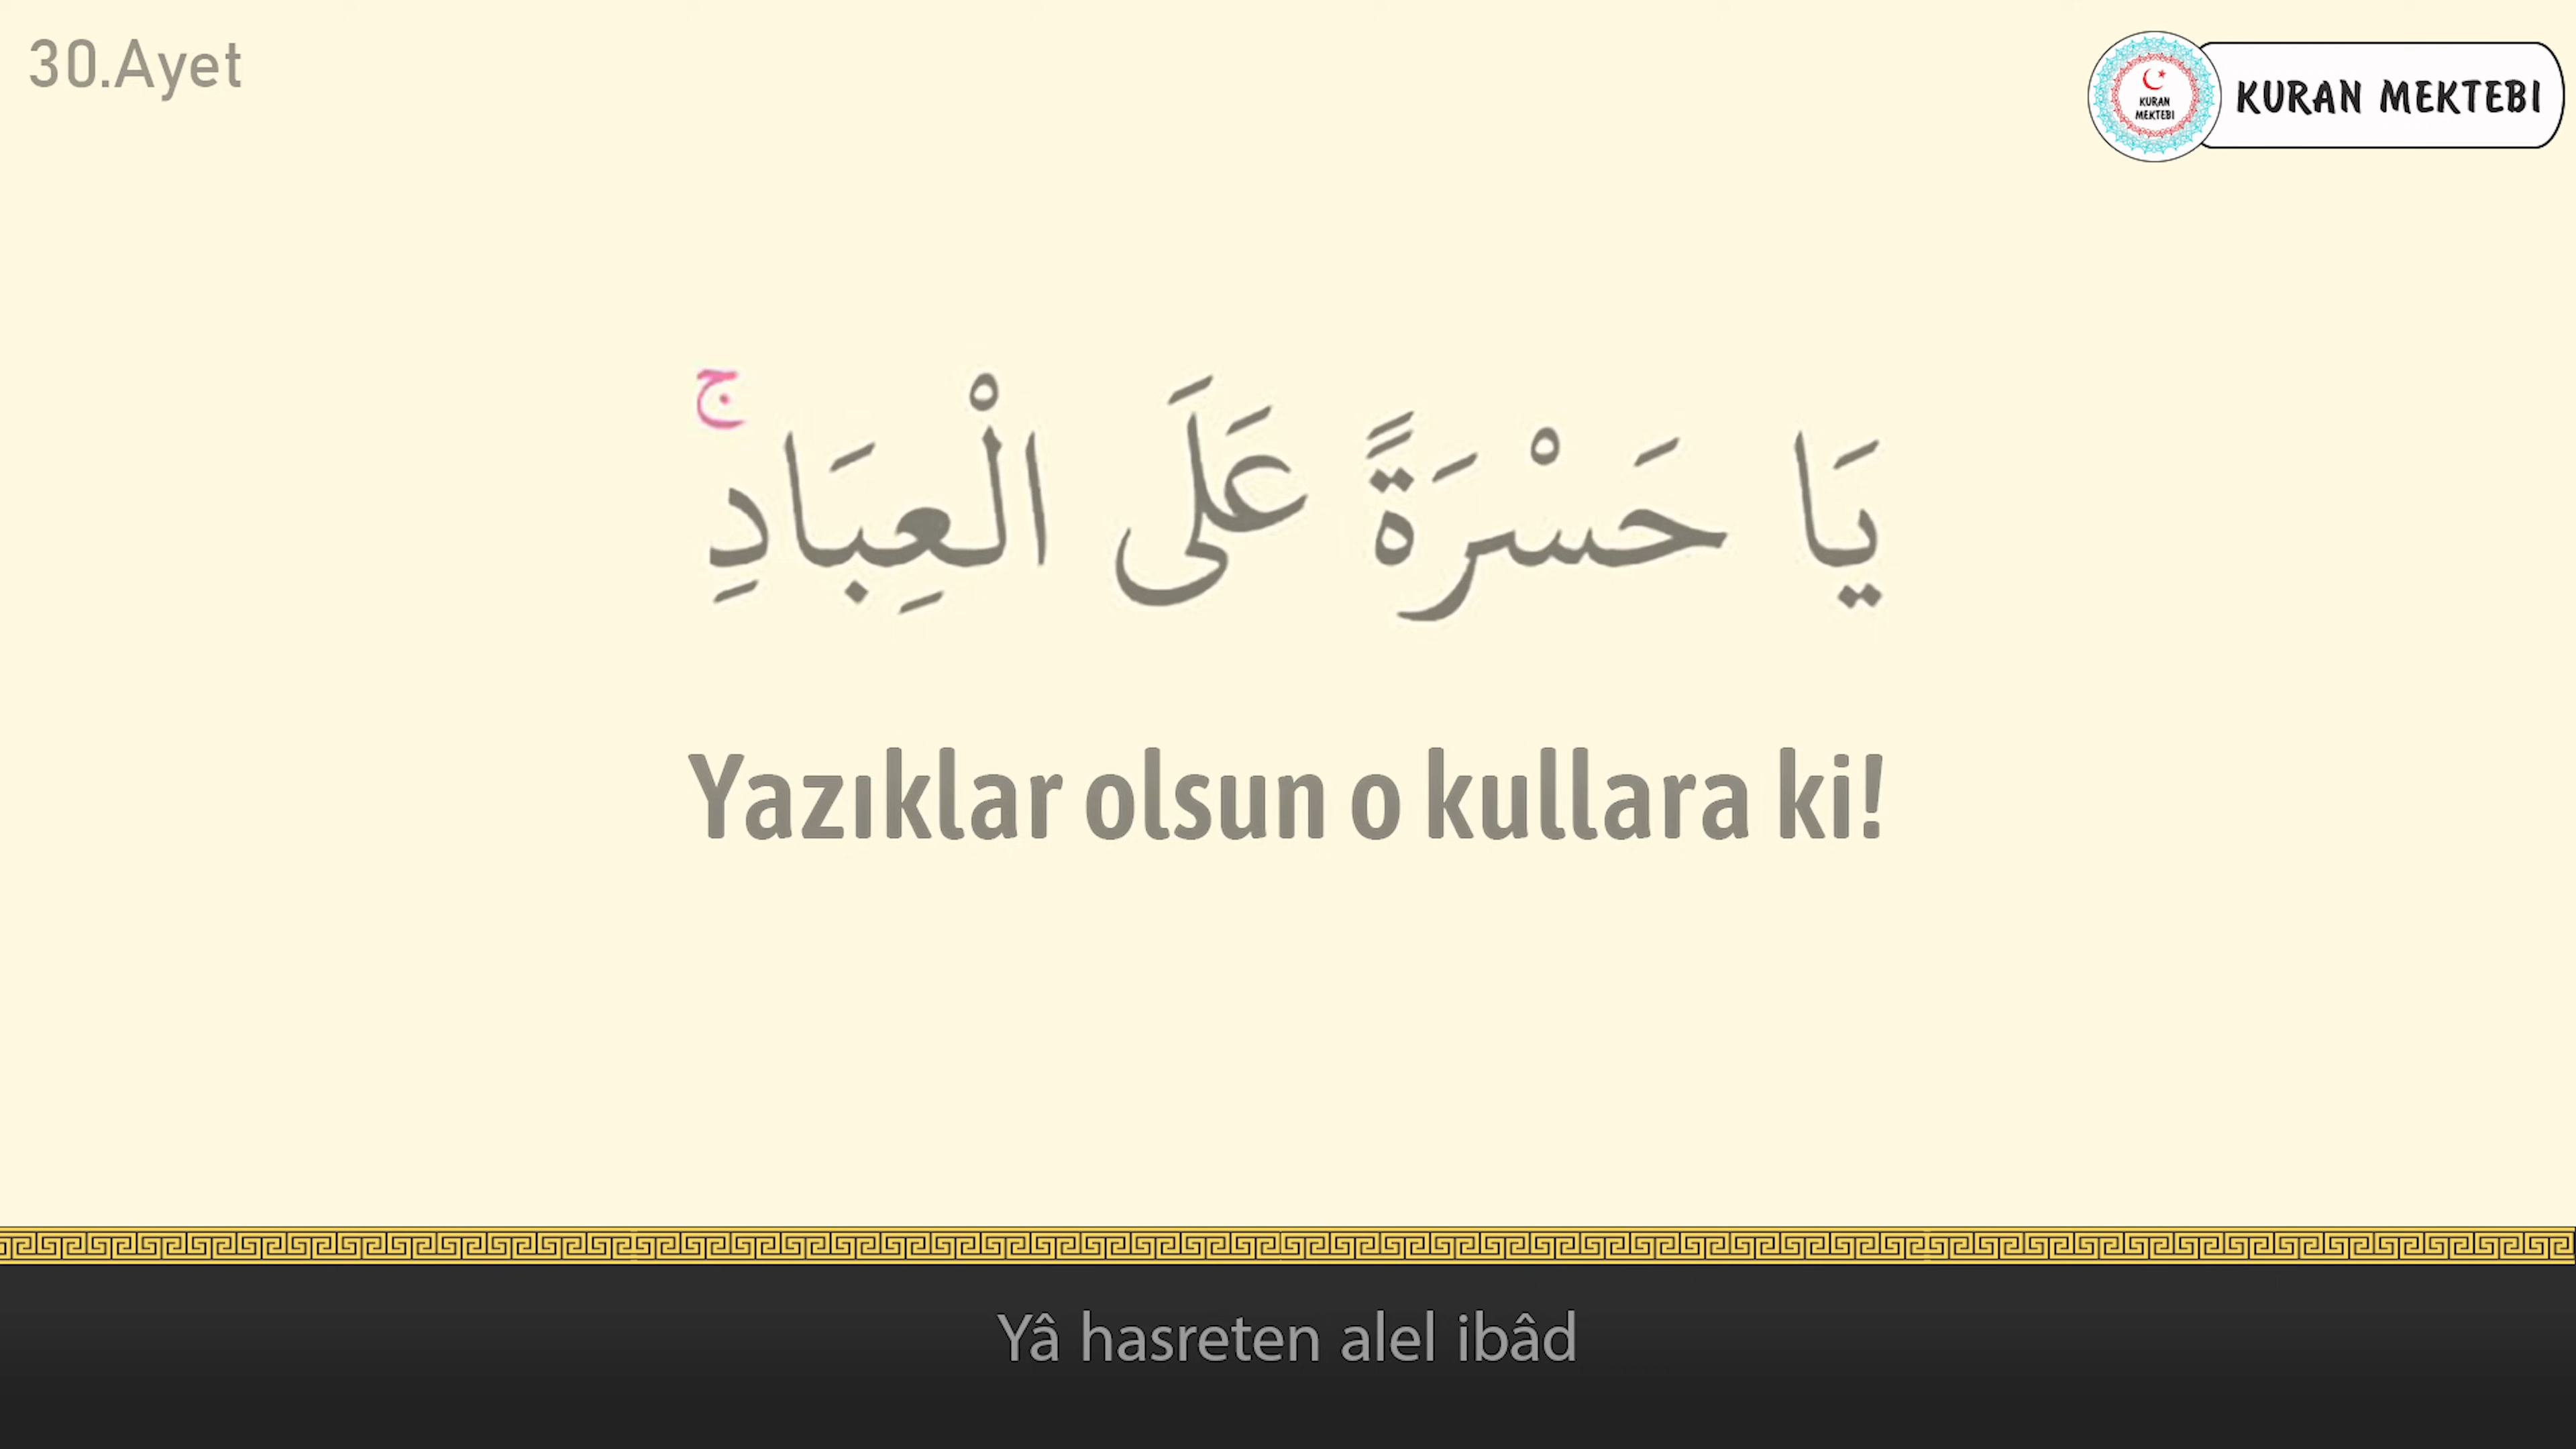 30.Ayet
KURAN
MEKTEBI
KURAN MEKTEBI
يَا حَسْرَةً عَلَى الْعِبَادِۚ
Yazıklar olsun o kullara ki!
Yâ hasreten alel ibâd